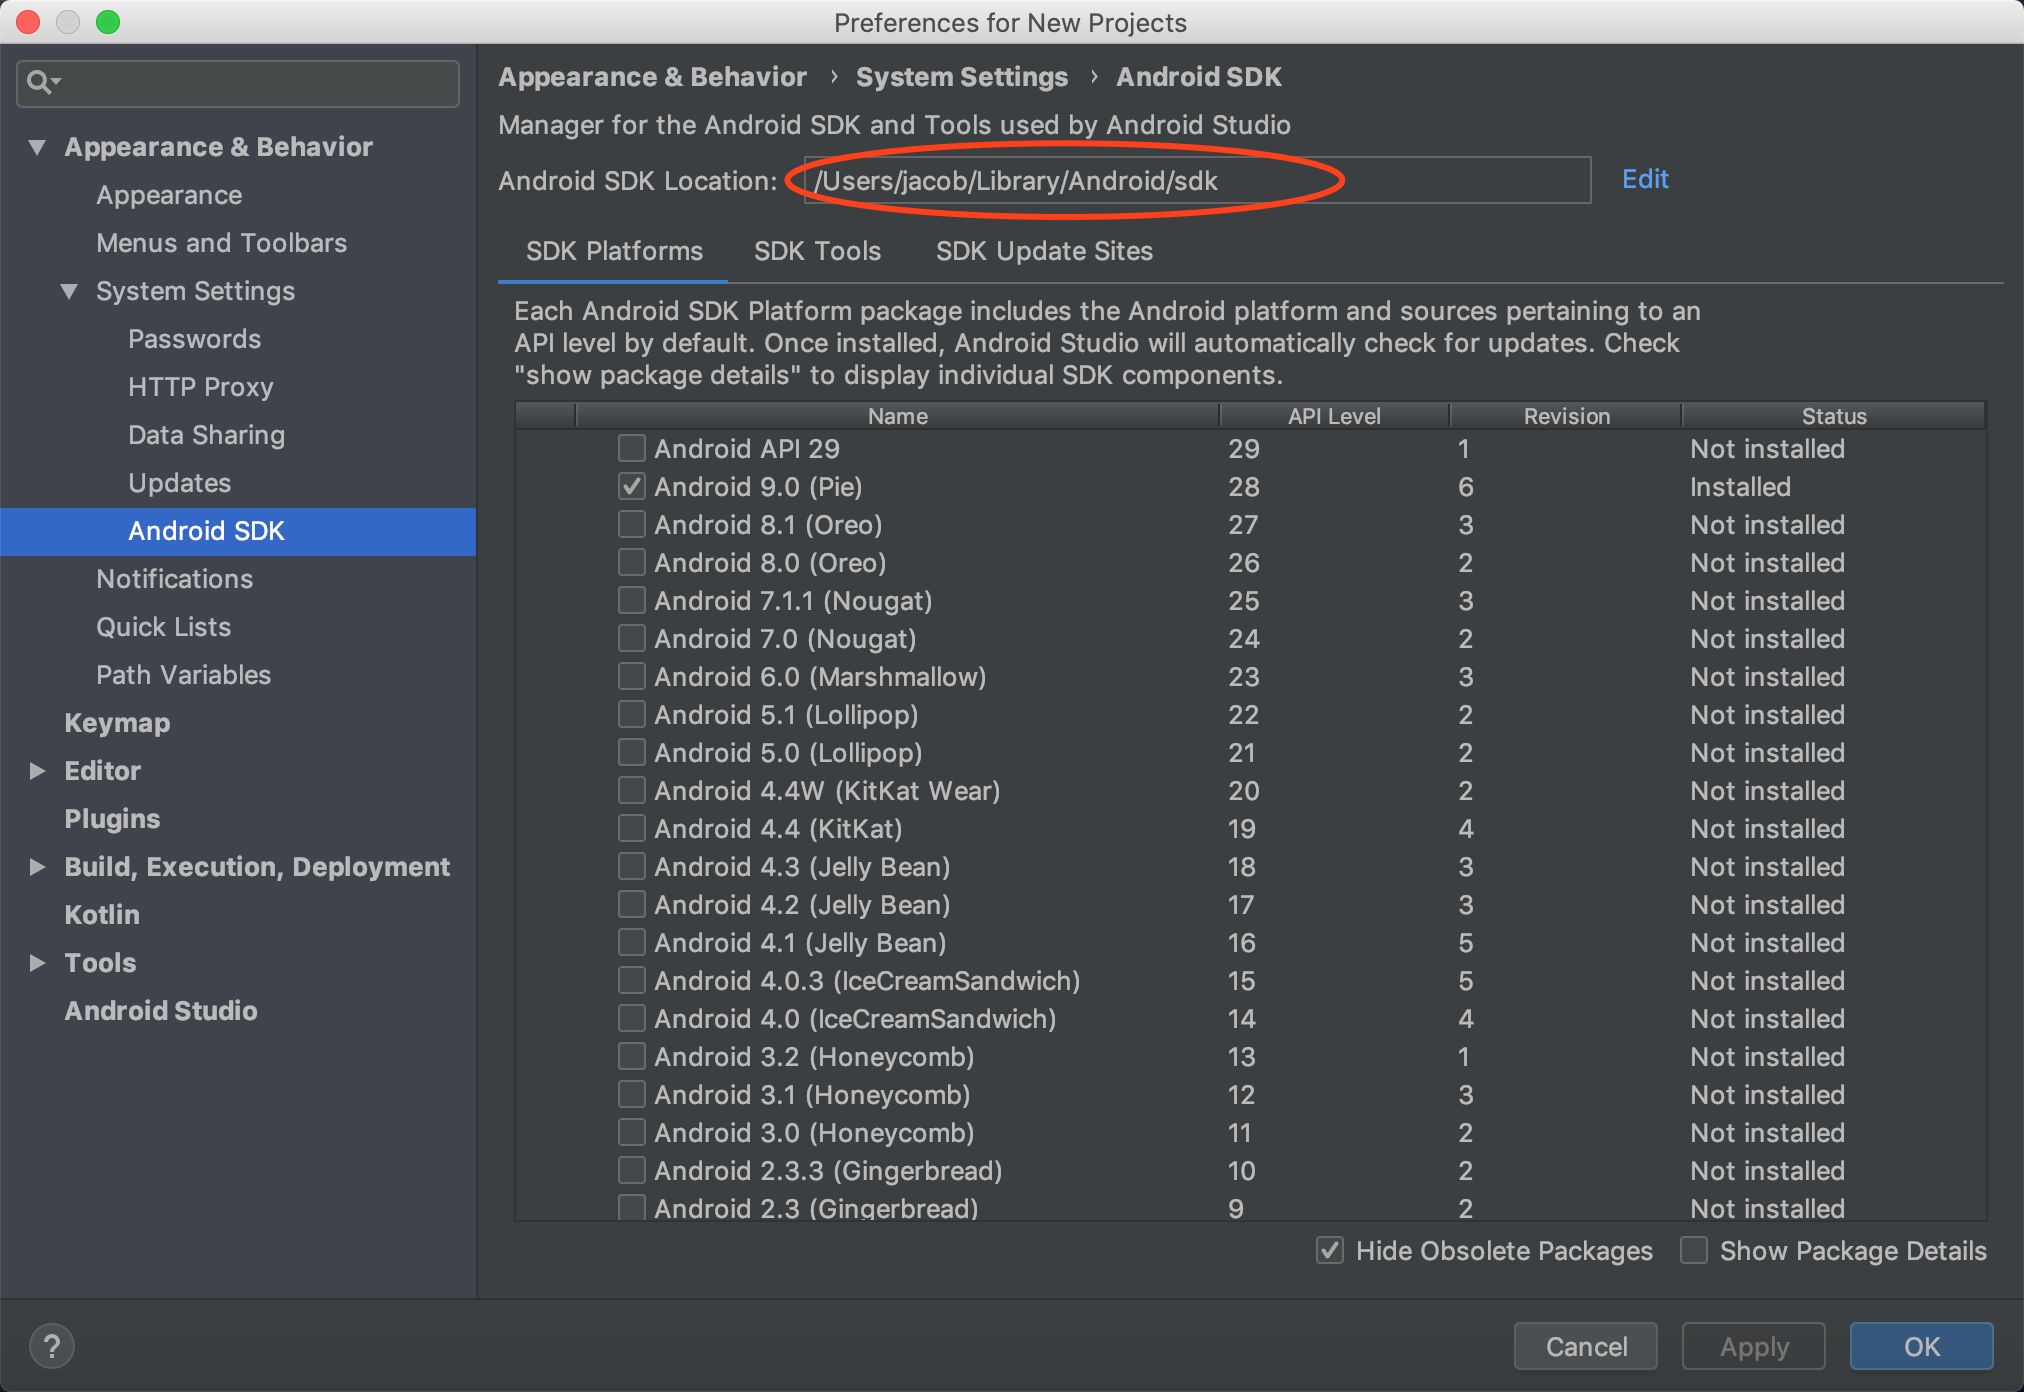 Preferences for New Projects
Appearance & Behavior
Appearance
Menus and Toolbars
System Settings
Passwords
HTTP Proxy
Data Sharing
Updates
Android SDK
Notifications
Quick Lists
Path Variables
Keymap
Editor
Plugins
Build, Execution, Deployment
Kotlin
Tools
Android Studio
Appearance & Behavior › System Settings › Android SDK
Manager for the Android SDK and Tools used by Android Studio
Android SDK Location: /Users/jacob/Library/Android/sdk Edit
SDK Platforms SDK Tools SDK Update Sites
Each Android SDK Platform package includes the Android platform and sources pertaining to an
API level by default. Once installed, Android Studio will automatically check for updates. Check
"show package details" to display individual SDK components.
Name API Level Revision Status
Android API 29 29 1 Not installed
Android 9.0 (Pie) 28 6 Installed
Android 8.1 (Oreo) 27 3 Not installed
Android 8.0 (Oreo) 26 2 Not installed
Android 7.1.1 (Nougat) 25 3 Not installed
Android 7.0 (Nougat) 24 2 Not installed
Android 6.0 (Marshmallow) 23 3 Not installed
Android 5.1 (Lollipop) 22 2 Not installed
Android 5.0 (Lollipop) 21 2 Not installed
Android 4.4W (KitKat Wear) 20 2 Not installed
Android 4.4 (KitKat) 19 4 Not installed
Android 4.3 (Jelly Bean) 18 3 Not installed
Android 4.2 (Jelly Bean) 17 3 Not installed
Android 4.1 (Jelly Bean) 16 5 Not installed
Android 4.0.3 (IceCreamSandwich) 15 5 Not installed
Android 4.0 (IceCreamSandwich) 14 4 Not installed
Android 3.2 (Honeycomb) 13 1 Not installed
Android 3.1 (Honeycomb) 12 3 Not installed
Android 3.0 (Honeycomb) 11 2 Not installed
Android 2.3.3 (Gingerbread) 10 2 Not installed
Android 2.3 (Gingerbread) 9 2 Not installed
Hide Obsolete Packages Show Package Details
? Cancel Apply OK